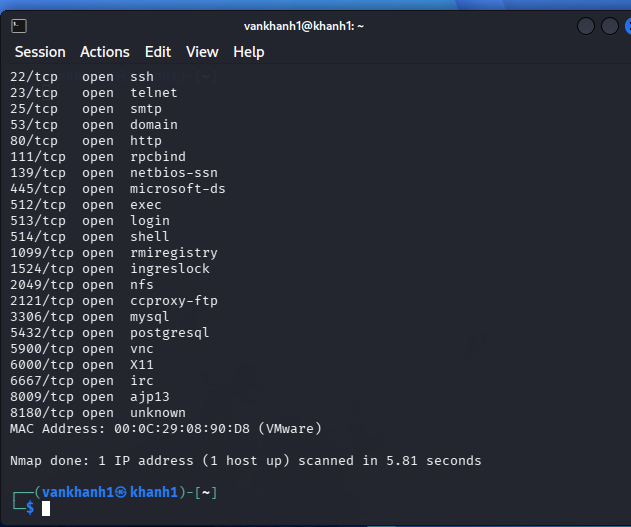 vankhanh1@khanh1: ~
Session Actions Edit View Help
22/tcp   open  ssh
23/tcp   open  telnet
25/tcp   open  smtp
53/tcp   open  domain
80/tcp   open  http
111/tcp  open  rpcbind
139/tcp  open  netbios-ssn
445/tcp  open  microsoft-ds
512/tcp  open  exec
513/tcp  open  login
514/tcp  open  shell
1099/tcp open  rmiregistry
1524/tcp open  ingreslock
2049/tcp open  nfs
2121/tcp open  ccproxy-ftp
3306/tcp open  mysql
5432/tcp open  postgresql
5900/tcp open  vnc
6000/tcp open  X11
6667/tcp open  irc
8009/tcp open  ajp13
8180/tcp open  unknown
MAC Address: 00:0C:29:08:90:D8 (VMware)
Nmap done: 1 IP address (1 host up) scanned in 5.81 seconds
┌──(vankhanh1㉿khanh1)-[~]
└─$